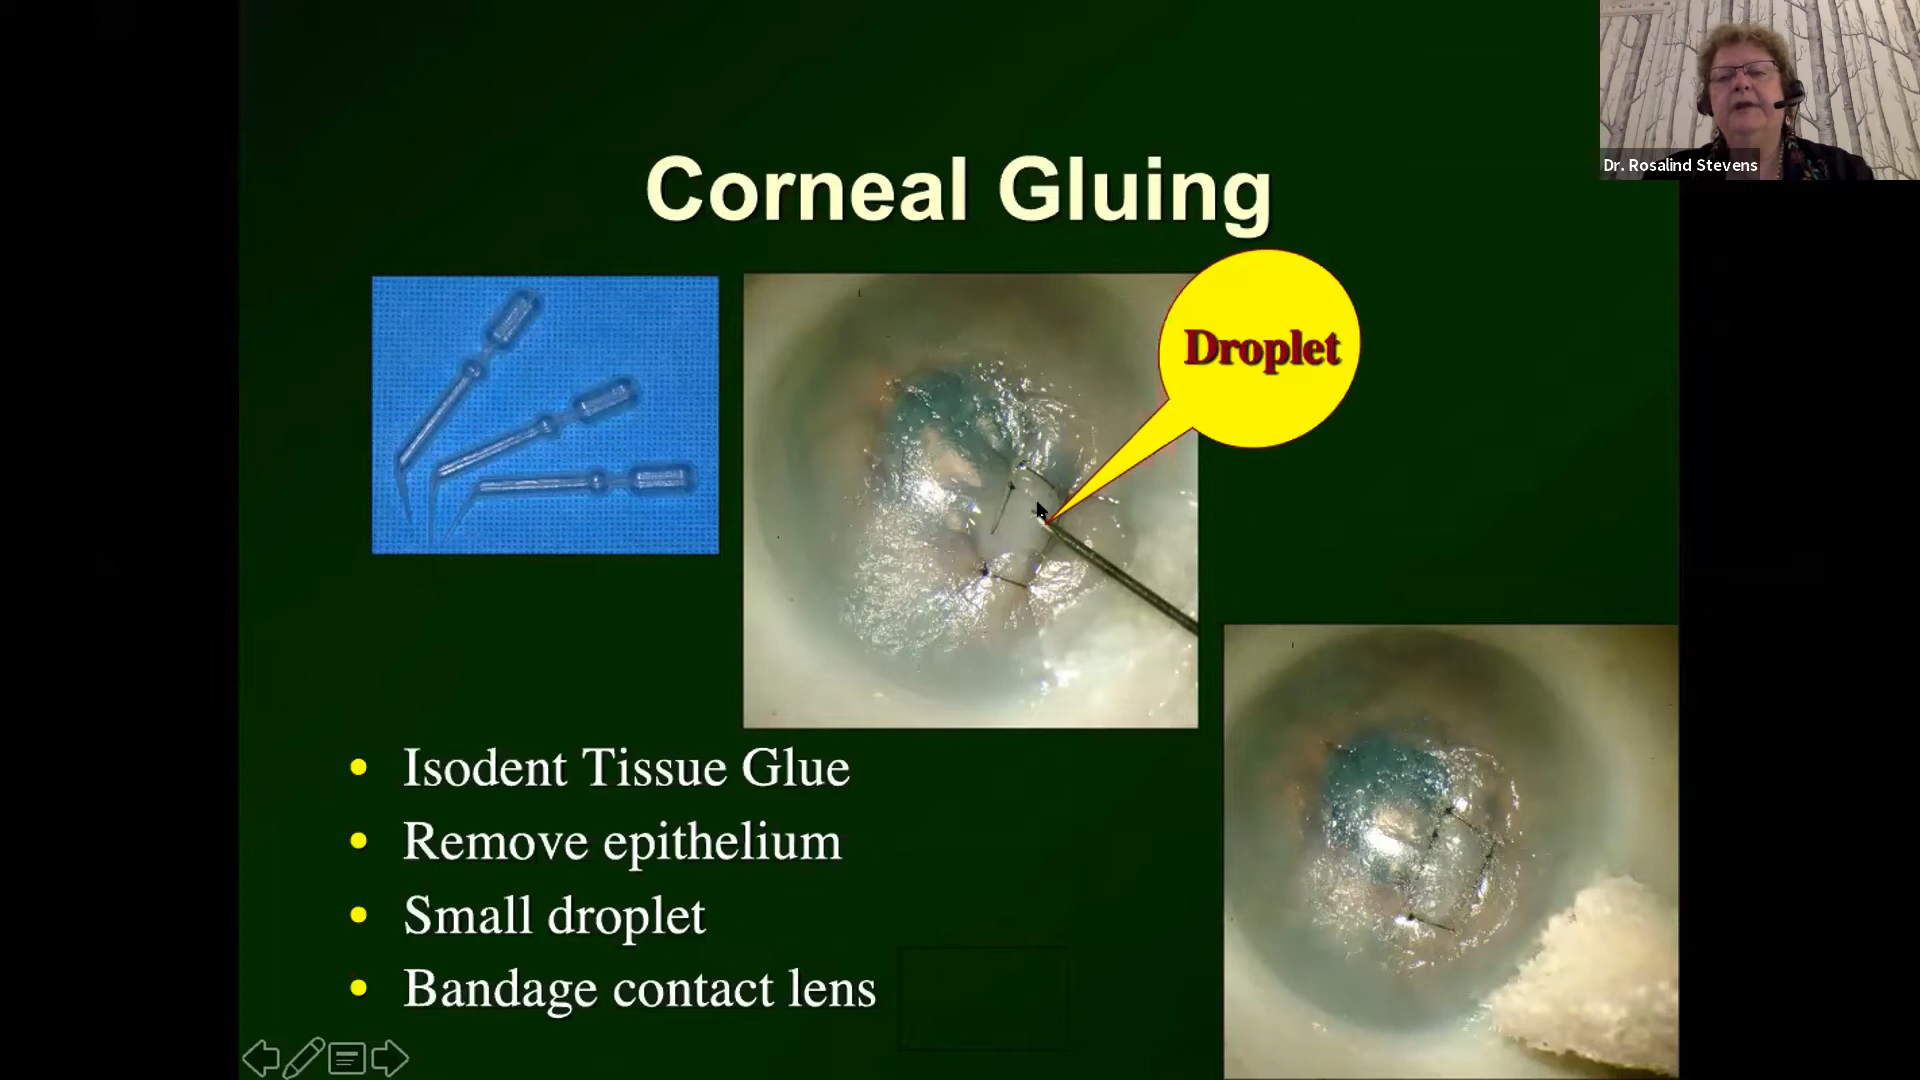 Dr. Rosalind Stevens
Corneal Gluing
Droplet
Isodent Tissue Glue
Remove epithelium
Small droplet
Bandage contact lens